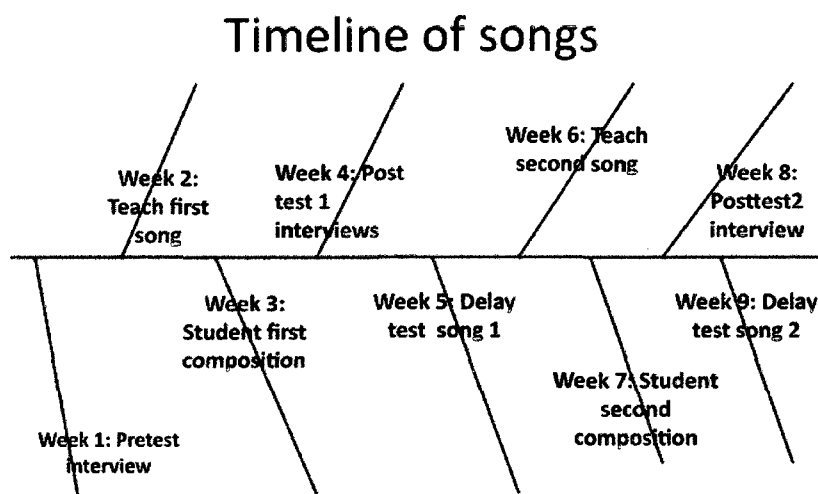 Timeline of songs
Week 2:
Teach first
song
Week 4: Post
test 1
interviews
Week 6: Teach
second song
Week 8:
Posttest2
interview
Week 1: Pretest
interview
Week 3:
Student first
composition
Week 5: Delay
test song 1
Week 7: Student
second
composition
Week 9: Delay
test song 2